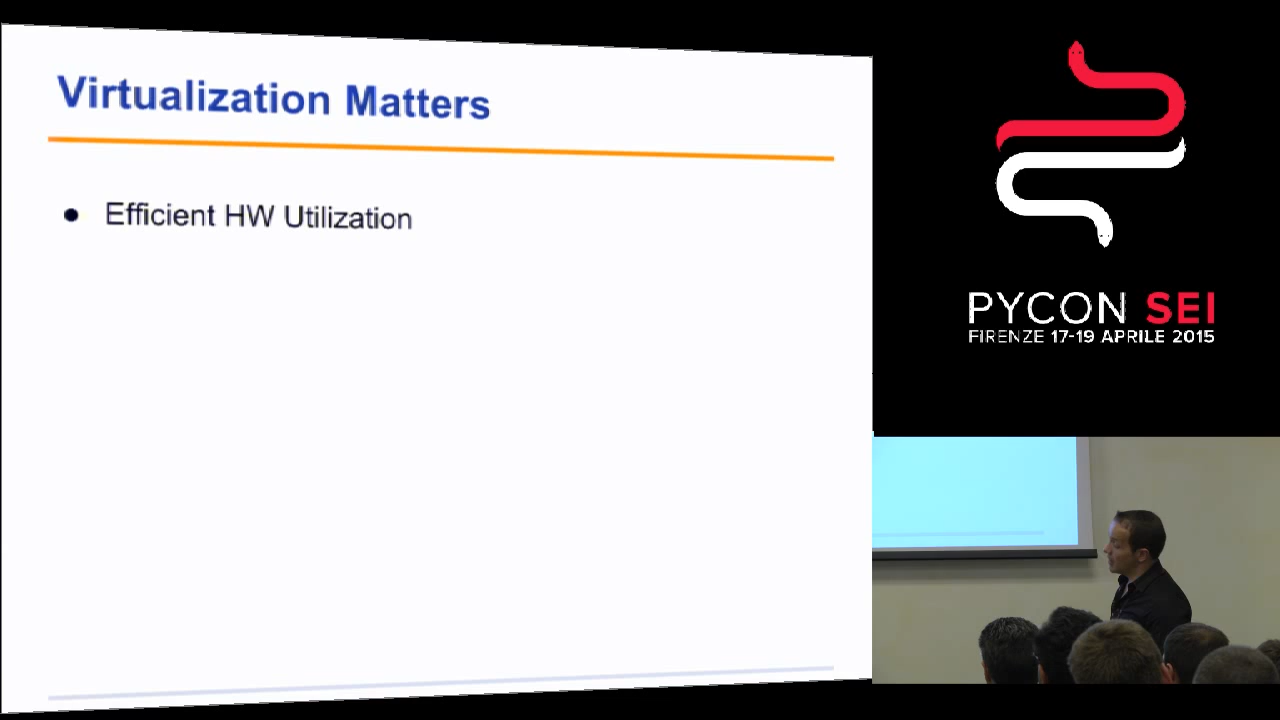 Virtualization Matters
● Efficient HW Utilization
PYCON SEI
FIRENZE 17-19 APRILE 2015